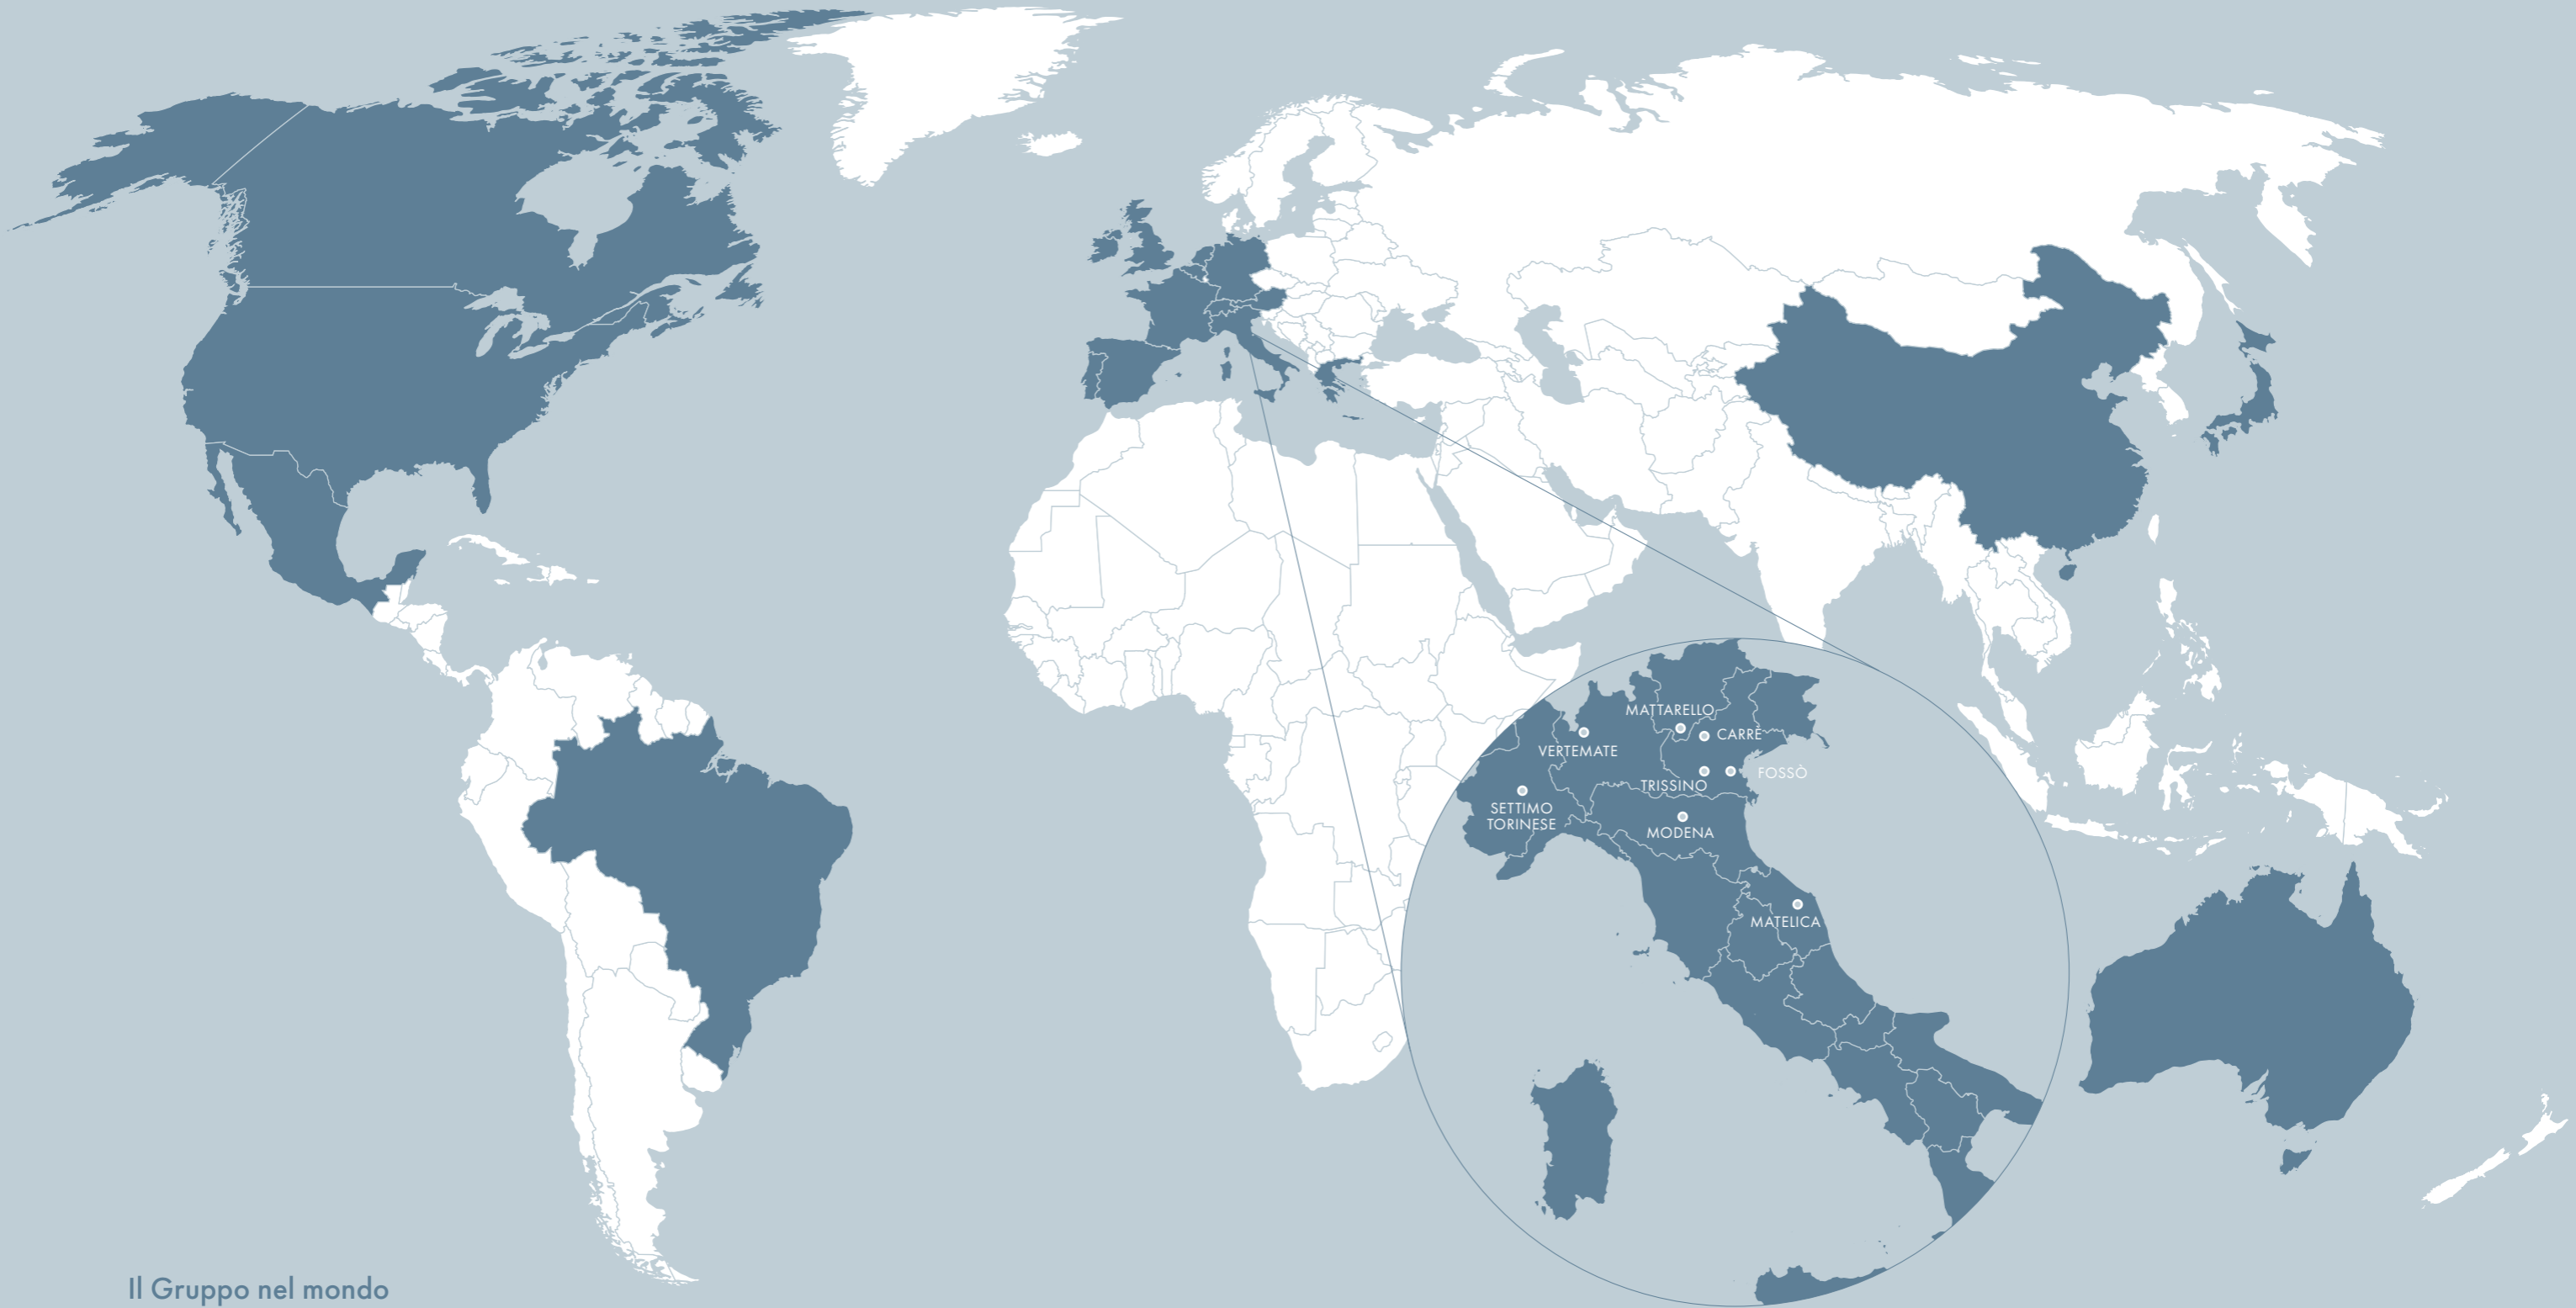 MATTARELLO
CARRÈ
VERTEMATE
FOSSÒ
TRISSINO
SETTIMO
TORINESE
MODENA
MATELICA
Il Gruppo nel mondo